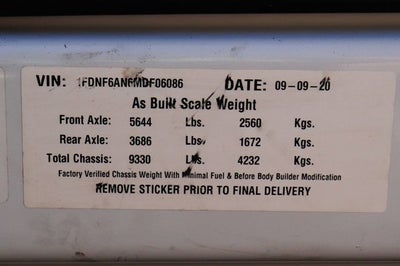 VIN: 1FDNF6AN6MDF06086 DATE: 09-09-20
As Built Scale Weight
Front Axle: 5644 Lbs. 2560 Kgs.
Rear Axle: 3686 Lbs. 1672 Kgs.
Total Chassis: 9330 Lbs. 4232 Kgs.
Factory Verified Chassis Weight With Minimal Fuel & Before Body Builder Modification
REMOVE STICKER PRIOR TO FINAL DELIVERY